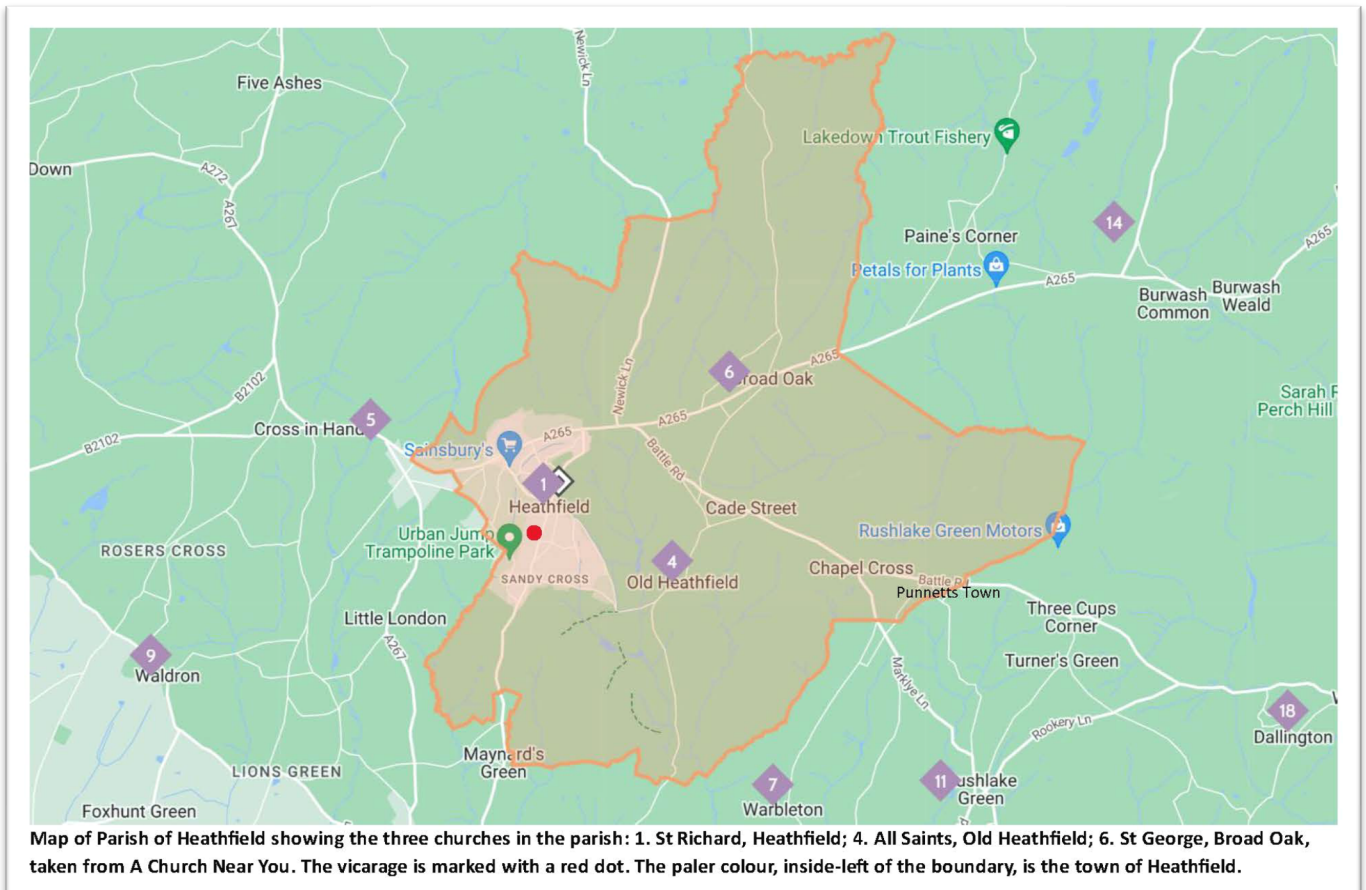 Five Ashes
Newick Ln
Lakedown Trout Fishery
Down
A272
A267
14
Paine's Corner
Petals for Plants
A265
A265
Burwash
Common
Burwash
Weald
A265
6
Broad Oak
Newick Ln
B2102
Sarah
Perch Hill
5
Cross in Hand
A265
A265
B2102
Sainsbury's
Battle Rd
1
Heathfield
Cade Street
Urban Jump
Trampoline Park
Rushlake Green Motors
ROSERS CROSS
4
Old Heathfield
SANDY CROSS
Chapel Cross
Battle Rd
Punnetts Town
Three Cups
Corner
Little London
A267
Turner's Green
9
Waldron
Marklye Ln
18
Dallington
Rookery Ln
Maynard's
Green
LIONS GREEN
7
Warbleton
11
Rushlake
Green
Foxhunt Green
Map of Parish of Heathfield showing the three churches in the parish: 1. St Richard, Heathfield; 4. All Saints, Old Heathfield; 6. St George, Broad Oak,
taken from A Church Near You. The vicarage is marked with a red dot. The paler colour, inside-left of the boundary, is the town of Heathfield.